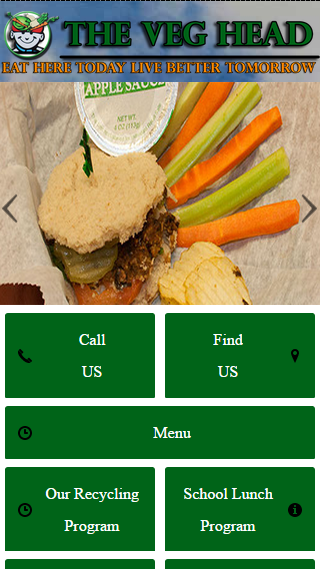 THE VEG HEAD
EAT HERE TODAY LIVE BETTER TOMORROW
APPLE SAUCE
NET WT.
4 OZ (113g)
Call
US
Find
US
Menu
Our Recycling
Program
School Lunch
Program